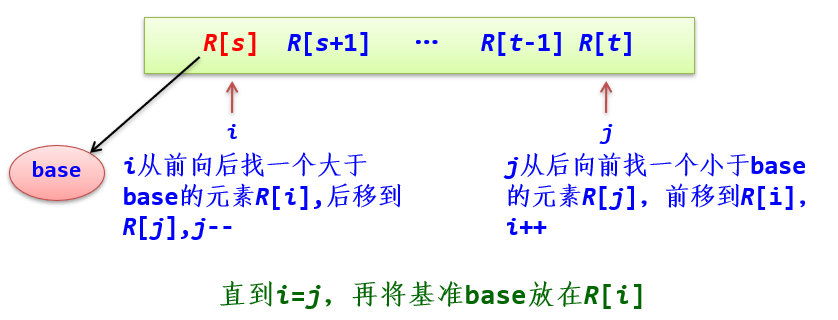 R[s] R[s+1] … R[t-1] R[t]
i
j
base
i从前向后找一个大于
base的元素R[i],后移到
R[j],j--
j从后向前找一个小于base
的元素R[j]，前移到R[i]，
i++
直到i=j，再将基准base放在R[i]